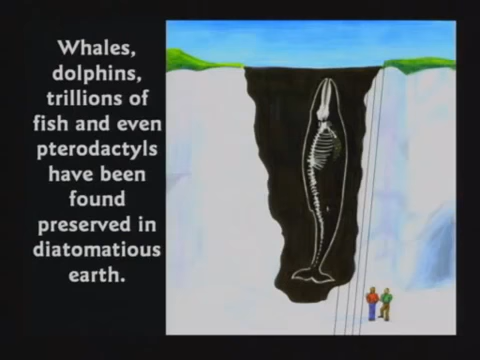 Whales,
dolphins,
trillions of
fish and even
pterodactyls
have been
found
preserved in
diatomatious
earth.